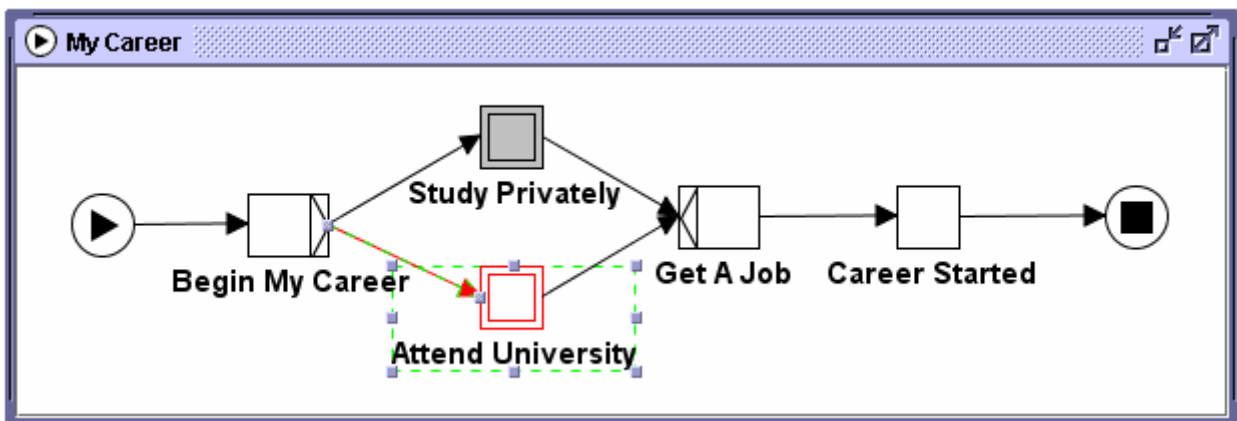 My Career
Study Privately
Begin My Career
Get A Job
Career Started
Attend University